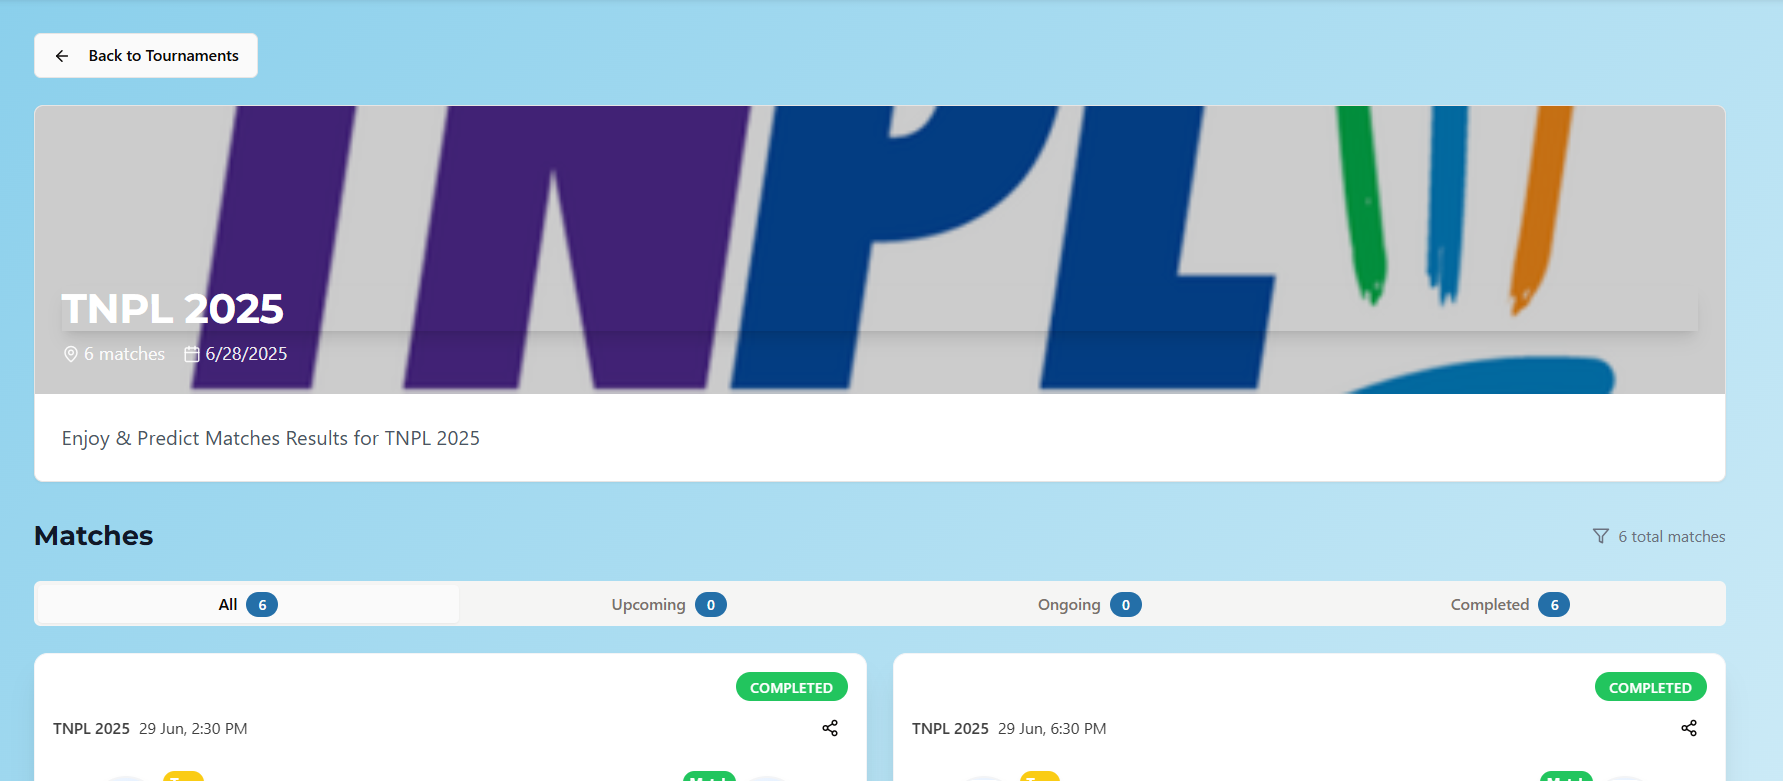 Back to Tournaments
TNPL
TNPL 2025
6 matches 6/28/2025
Enjoy & Predict Matches Results for TNPL 2025
Matches
6 total matches
All 6 Upcoming 0 Ongoing 0 Completed 6
COMPLETED
TNPL 2025 29 Jun, 2:30 PM
COMPLETED
TNPL 2025 29 Jun, 6:30 PM